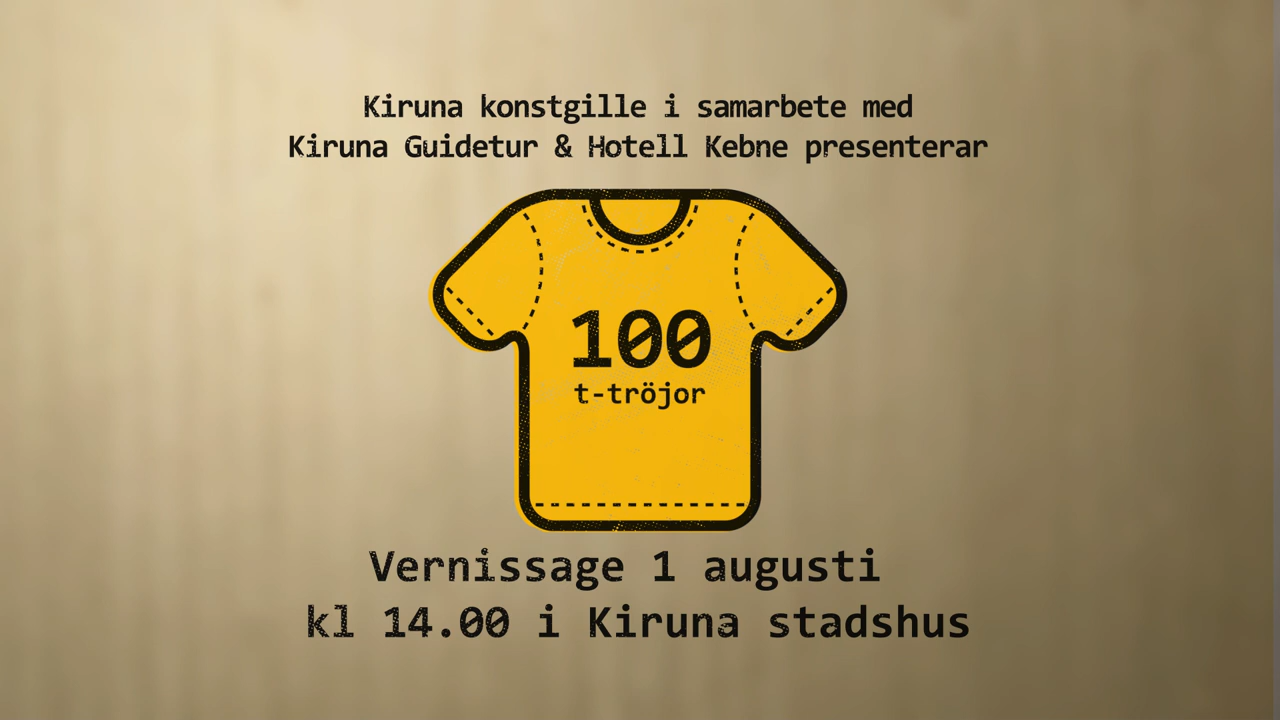 Kiruna konstgille i samarbete med
Kiruna Guidetur & Hotell Kebne presenterar
100
t-tröjor
Vernissage 1 augusti
kl 14.00 i Kiruna stadshus